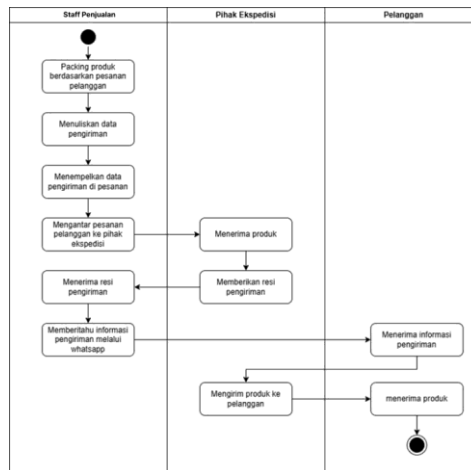 Staff Penjualan
Pihak Ekspedisi
Pelanggan
Packing produk
berdasarkan pesanan
pelanggan
Menuliskan data
pengiriman
Menempelkan data
pengiriman di pesanan
Mengantar pesanan
pelanggan ke pihak
ekspedisi
Menerima produk
Menerima resi
pengiriman
Memberikan resi
pengiriman
Memberitahu informasi
pengiriman melalui
whatsapp
Menerima informasi
pengiriman
Mengirim produk ke
pelanggan
menerima produk